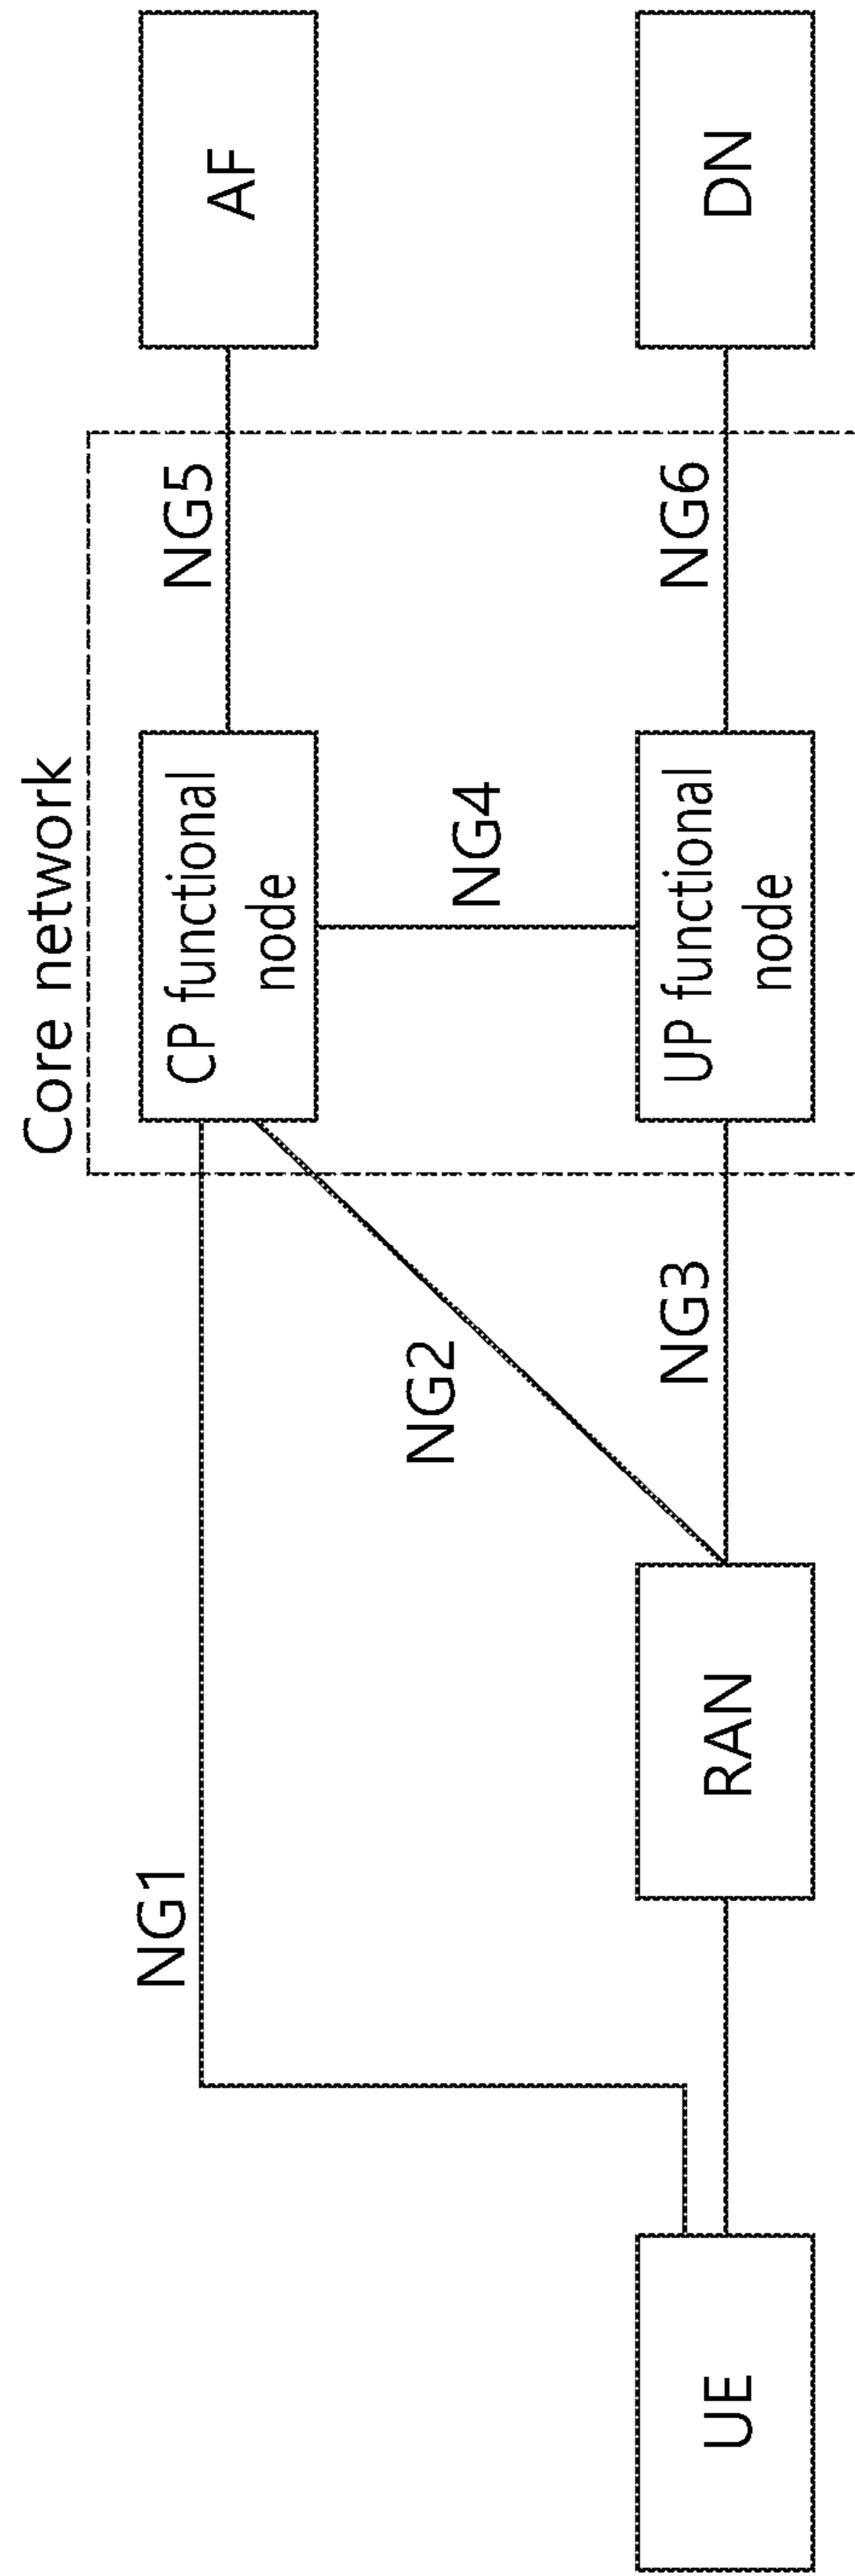 Core network
CP functional
node
NG5
AF
NG1
NG2
NG4
UE
RAN
NG3
UP functional
node
NG6
DN